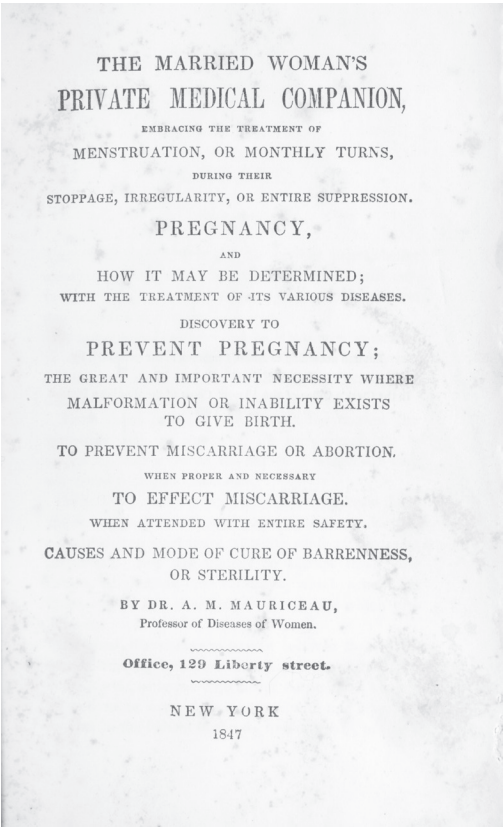 THE MARRIED WOMAN'S
PRIVATE MEDICAL COMPANION,
EMBRACING THE TREATMENT OF
MENSTRUATION, OR MONTHLY TURNS,
DURING THEIR
STOPPAGE, IRREGULARITY, OR ENTIRE SUPPRESSION.
PREGNANCY,
AND
HOW IT MAY BE DETERMINED;
WITH THE TREATMENT OF ITS VARIOUS DISEASES.
DISCOVERY TO
PREVENT PREGNANCY;
THE GREAT AND IMPORTANT NECESSITY WHERE
MALFORMATION OR INABILITY EXISTS
TO GIVE BIRTH.
TO PREVENT MISCARRIAGE OR ABORTION.
WHEN PROPER AND NECESSARY
TO EFFECT MISCARRIAGE.
WHEN ATTENDED WITH ENTIRE SAFETY.
CAUSES AND MODE OF CURE OF BARRENNESS,
OR STERILITY.
BY DR. A. M. MAURICEAU,
Professor of Diseases of Women.
Office, 129 Liberty street.
NEW YORK
1847